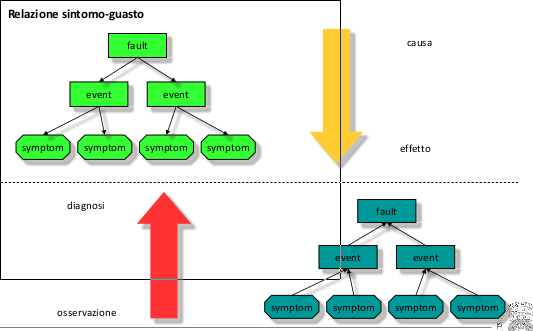 Relazione sintomo-guasto
fault
causa
event event
symptom symptom symptom symptom
effetto
diagnosi
fault
event event
osservazione
symptom symptom symptom symptom